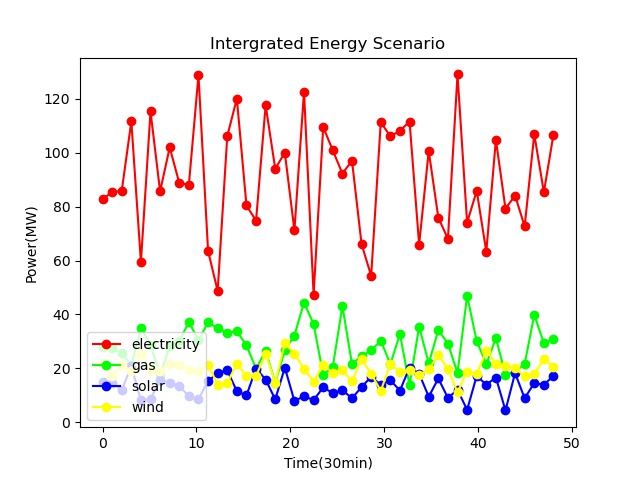 Intergrated Energy Scenario
Power(MW)
120
100
80
60
40
20
0
electricity
gas
solar
wind
0
10
20
30
40
50
Time(30min)